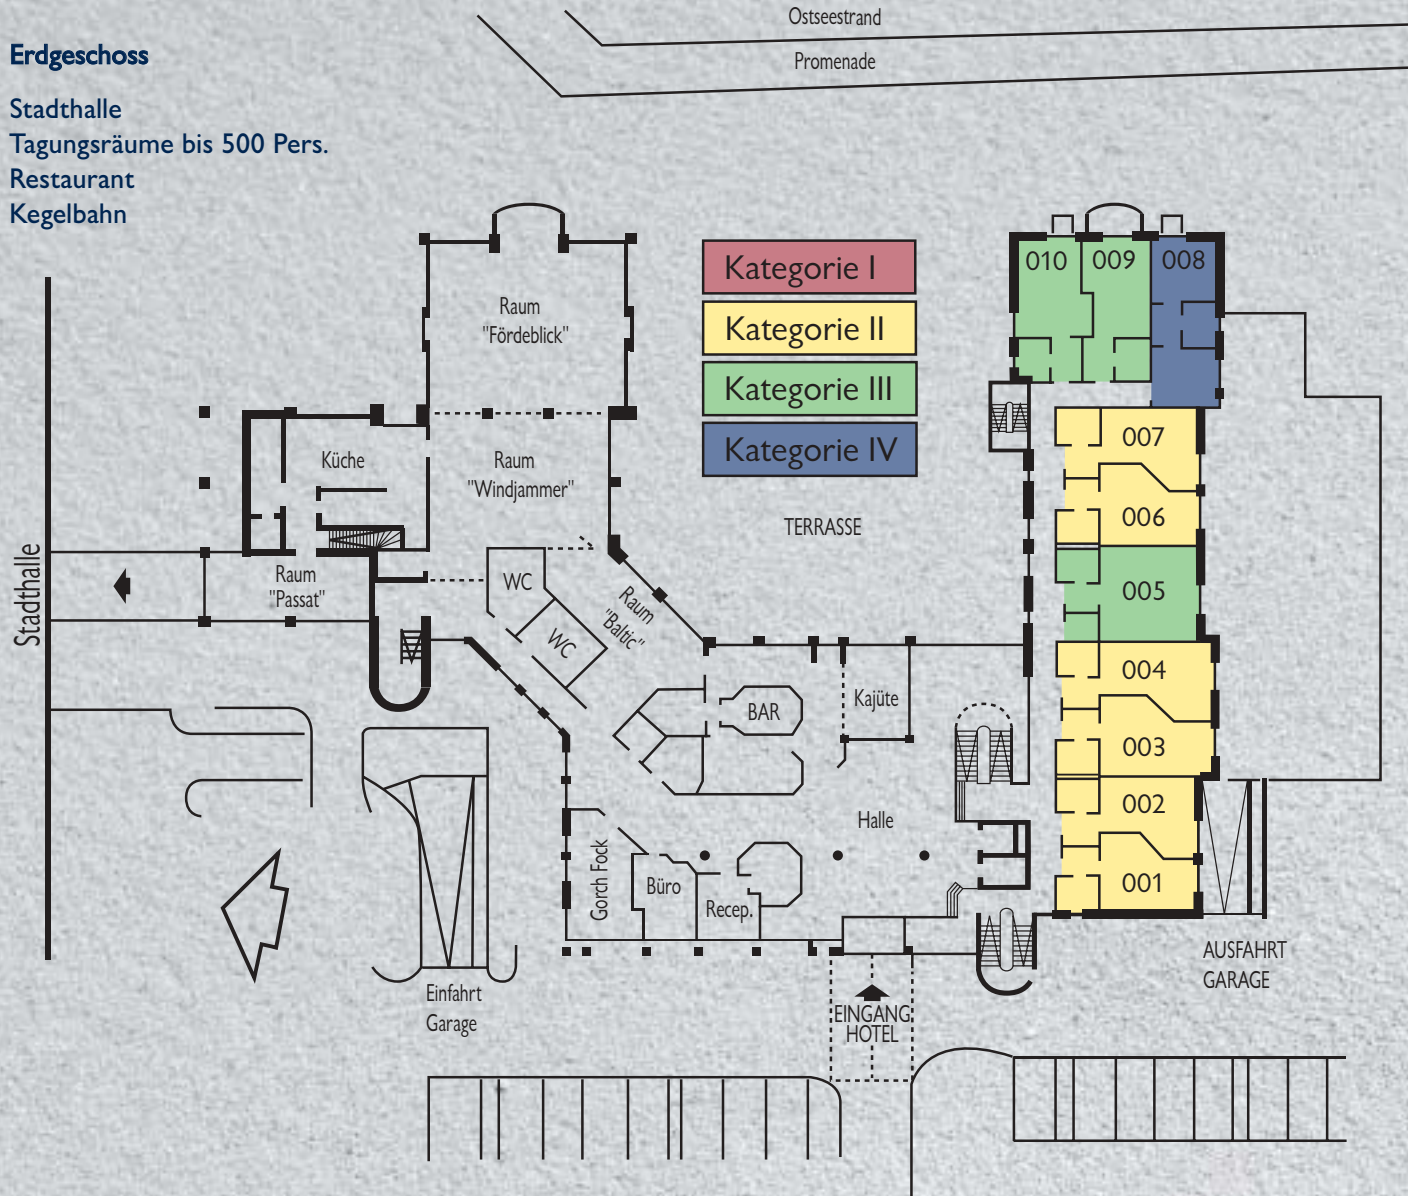 Ostseestrand
Promenade
Erdgeschoss
Stadthalle
Tagungsräume bis 500 Pers.
Restaurant
Kegelbahn
Kategorie I
Kategorie II
Kategorie III
Kategorie IV
010
009
008
007
006
005
004
003
002
001
Raum
"Fördeblick"
Küche
Raum
"Windjammer"
TERRASSE
Stadthalle
Raum
"Passat"
WC
WC
Raum
"Baltic"
BAR
Kajüte
Halle
Gorch Fock
Büro
Recep.
AUSFAHRT
GARAGE
Einfahrt
Garage
EINGANG
HOTEL